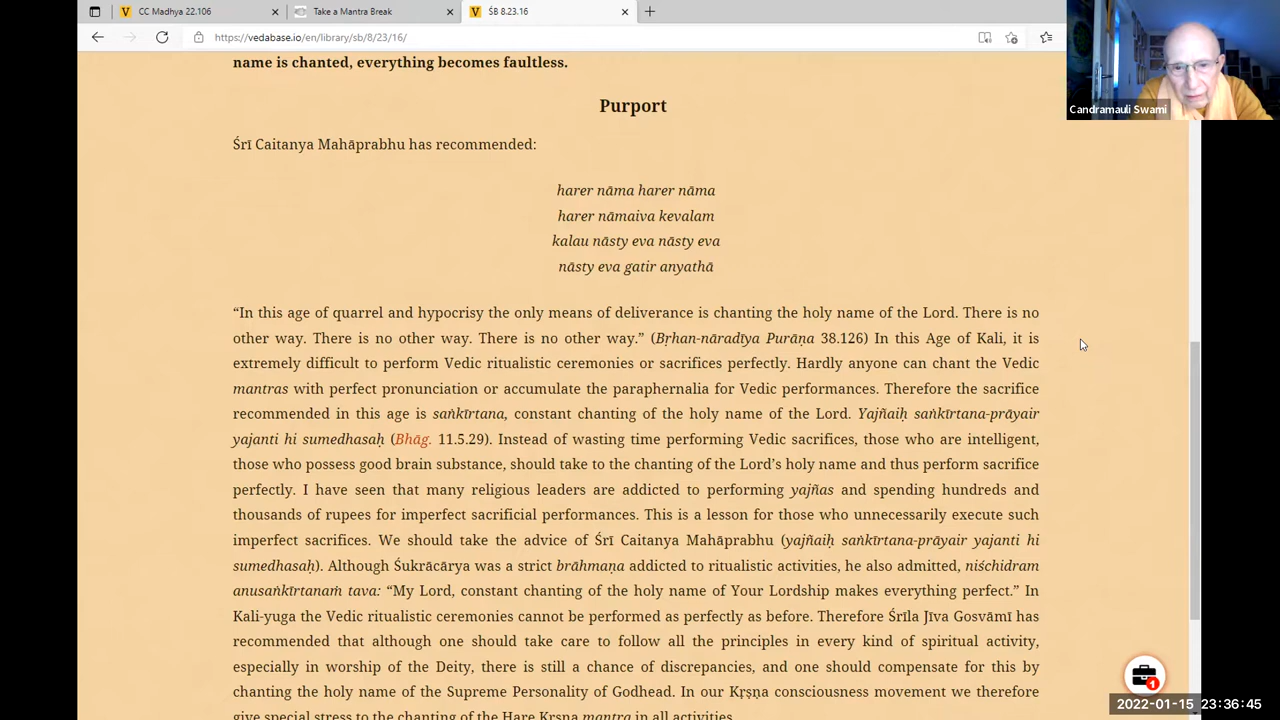 CC Madhya 22.106
Take a Mantra Break
ŚB 8.23.16
https://vedabase.io/en/library/sb/8/23/16/
Candramauli Swami
name is chanted, everything becomes faultless.
Purport
Śrī Caitanya Mahāprabhu has recommended:
harer nāma harer nāma
harer nāmaiva kevalam
kalau nāsty eva nāsty eva
nāsty eva gatir anyathā
“In this age of quarrel and hypocrisy the only means of deliverance is chanting the holy name of the Lord. There is no
other way. There is no other way. There is no other way.” (Bṛhan-nāradīya Purāṇa 38.126) In this Age of Kali, it is
extremely difficult to perform Vedic ritualistic ceremonies or sacrifices perfectly. Hardly anyone can chant the Vedic
mantras with perfect pronunciation or accumulate the paraphernalia for Vedic performances. Therefore the sacrifice
recommended in this age is saṅkīrtana, constant chanting of the holy name of the Lord. Yajñaiḥ saṅkīrtana-prāyair
yajanti hi sumedhasaḥ (Bhāg. 11.5.29). Instead of wasting time performing Vedic sacrifices, those who are intelligent,
those who possess good brain substance, should take to the chanting of the Lord’s holy name and thus perform sacrifice
perfectly. I have seen that many religious leaders are addicted to performing yajñas and spending hundreds and
thousands of rupees for imperfect sacrificial performances. This is a lesson for those who unnecessarily execute such
imperfect sacrifices. We should take the advice of Śrī Caitanya Mahāprabhu (yajñaiḥ saṅkīrtana-prāyair yajanti hi
sumedhasaḥ). Although Śukrācārya was a strict brāhmaṇa addicted to ritualistic activities, he also admitted, niśchidram
anusaṅkīrtanaṁ tava: “My Lord, constant chanting of the holy name of Your Lordship makes everything perfect.” In
Kali-yuga the Vedic ritualistic ceremonies cannot be performed as perfectly as before. Therefore Śrīla Jīva Gosvāmī has
recommended that although one should take care to follow all the principles in every kind of spiritual activity,
especially in worship of the Deity, there is still a chance of discrepancies, and one should compensate for this by
chanting the holy name of the Supreme Personality of Godhead. In our Kṛṣṇa consciousness movement we therefore
give special stress to the chanting of the Hare Kṛṣṇa mantra in all activities.
1
2022-01-15 23:36:45